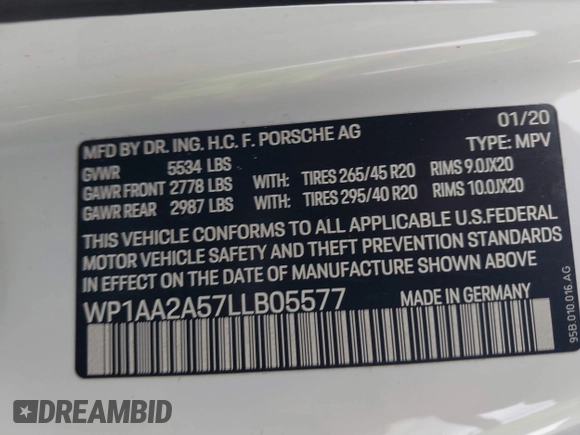 01/20
MFD BY DR. ING. H.C. F. PORSCHE AG
TYPE: MPV
GVWR 5534 LBS
GAWR FRONT 2778 LBS WITH: TIRES 265/45 R20 RIMS 9.0JX20
GAWR REAR 2987 LBS WITH: TIRES 295/40 R20 RIMS 10.0JX20
THIS VEHICLE CONFORMS TO ALL APPLICABLE U.S.FEDERAL
MOTOR VEHICLE SAFETY AND THEFT PREVENTION STANDARDS
IN EFFECT ON THE DATE OF MANUFACTURE SHOWN ABOVE.
WP1AA2A57LLB05577 MADE IN GERMANY
95B.010.016.AG
DREAMBID